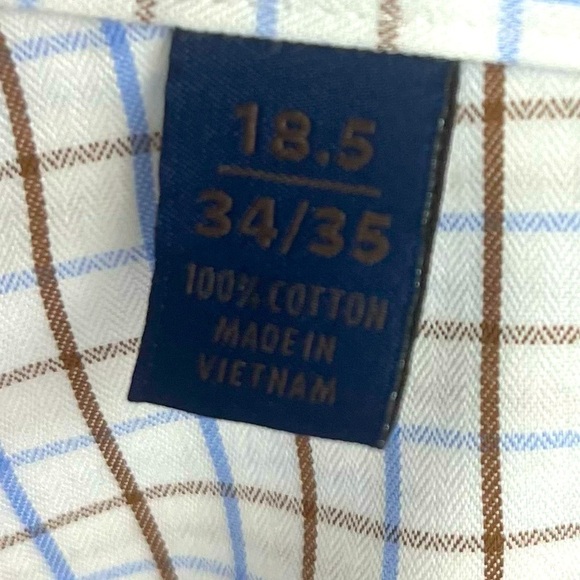 18.5
34/35
100% COTTON
MADE IN
VIETNAM